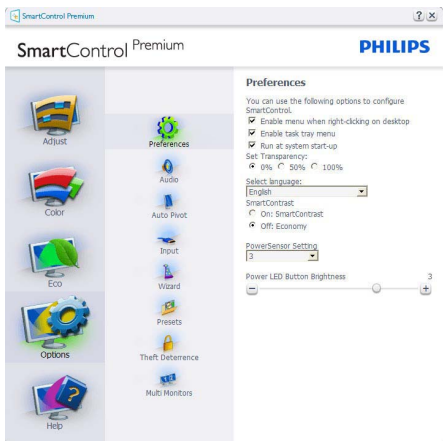 SmartControl Premium
SmartControl Premium
PHILIPS
Adjust
Color
Eco
Options
Help
Preferences
Audio
Auto Pivot
Input
Wizard
Presets
Theft Deterrence
Multi Monitors
Preferences
You can use the following options to configure
SmartControl.
Enable menu when right-clicking on desktop
Enable task tray menu
Run at system start-up
Set Transparency:
0% 50% 100%
Select language:
English
SmartContrast
On: SmartContrast
Off: Economy
PowerSensor Setting
3
Power LED Button Brightness 3